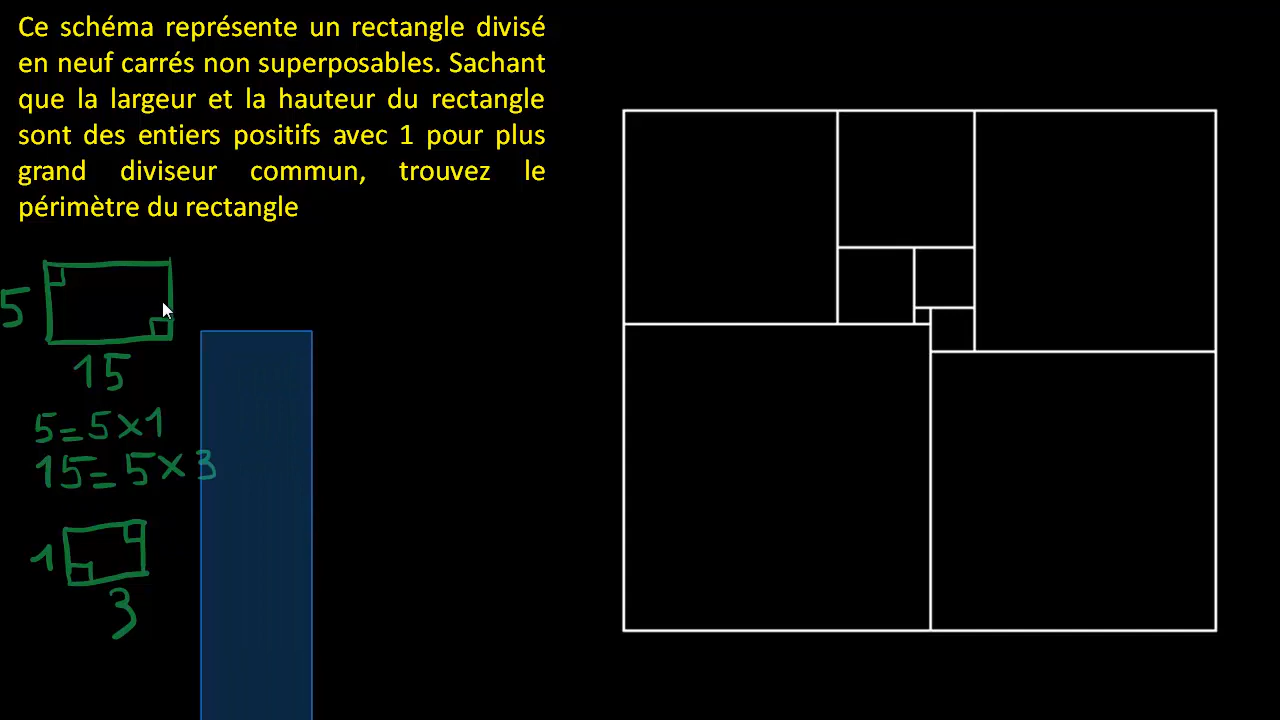 Ce schéma représente un rectangle divisé
en neuf carrés non superposables. Sachant
que la largeur et la hauteur du rectangle
sont des entiers positifs avec 1 pour plus
grand diviseur commun, trouvez le
périmètre du rectangle
5
15
5=5×1
15=5×3
1
3